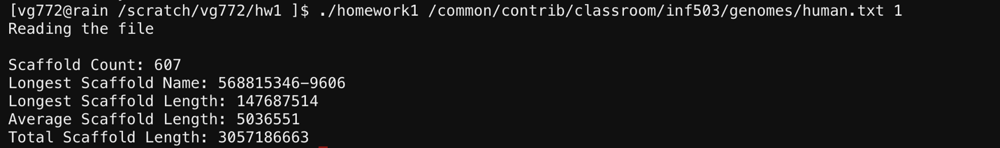 [vg772@rain /scratch/vg772/hw1 ]$ ./homework1 /common/contrib/classroom/inf503/genomes/human.txt 1
Reading the file
Scaffold Count: 607
Longest Scaffold Name: 568815346-9606
Longest Scaffold Length: 147687514
Average Scaffold Length: 5036551
Total Scaffold Length: 3057186663